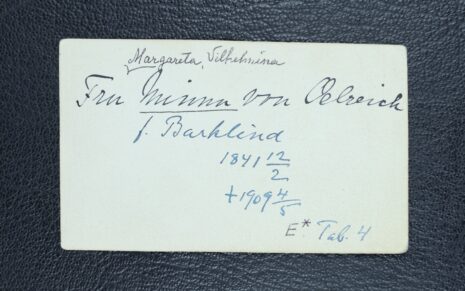 Margareta, Vilhelmina
Fru Minna von Oelreich
f. Barklind
1841 12/2
+1909 4/5
E* Tab. 4